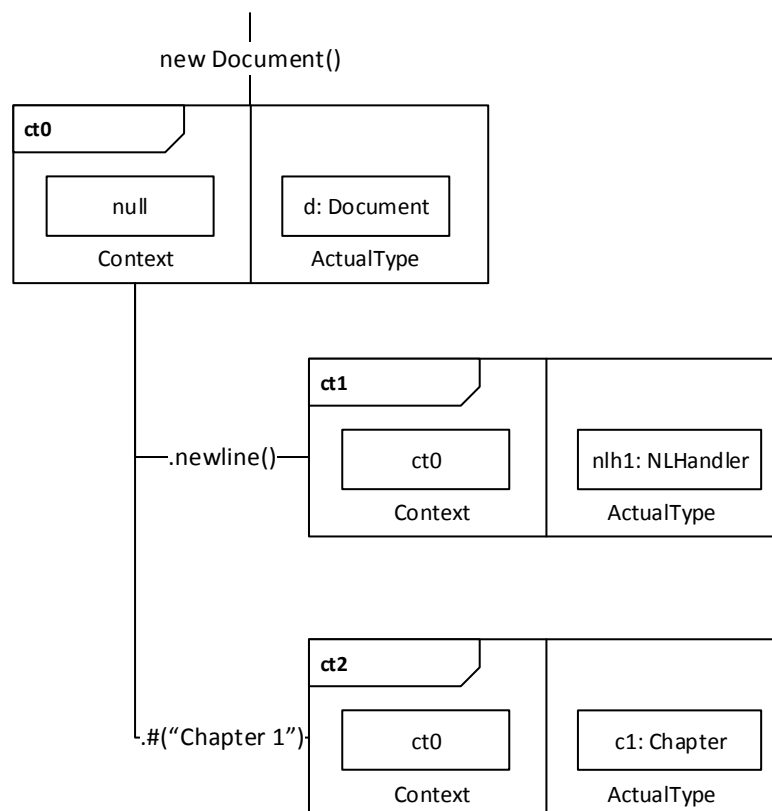 new Document()
ct0
null
d: Document
Context
ActualType
ct1
.newline()
ct0
nlh1: NLHandler
Context
ActualType
ct2
.#(“Chapter 1”)
ct0
c1: Chapter
Context
ActualType